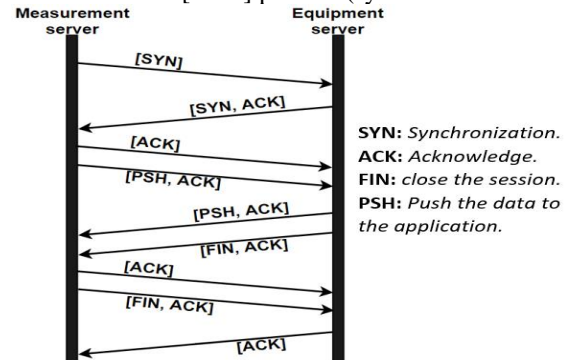 Measurement server
Equipment server
[SYN]
[SYN, ACK]
[ACK]
[PSH, ACK]
[PSH, ACK]
[FIN, ACK]
[ACK]
[FIN, ACK]
[ACK]
SYN: Synchronization.
ACK: Acknowledge.
FIN: close the session.
PSH: Push the data to
the application.